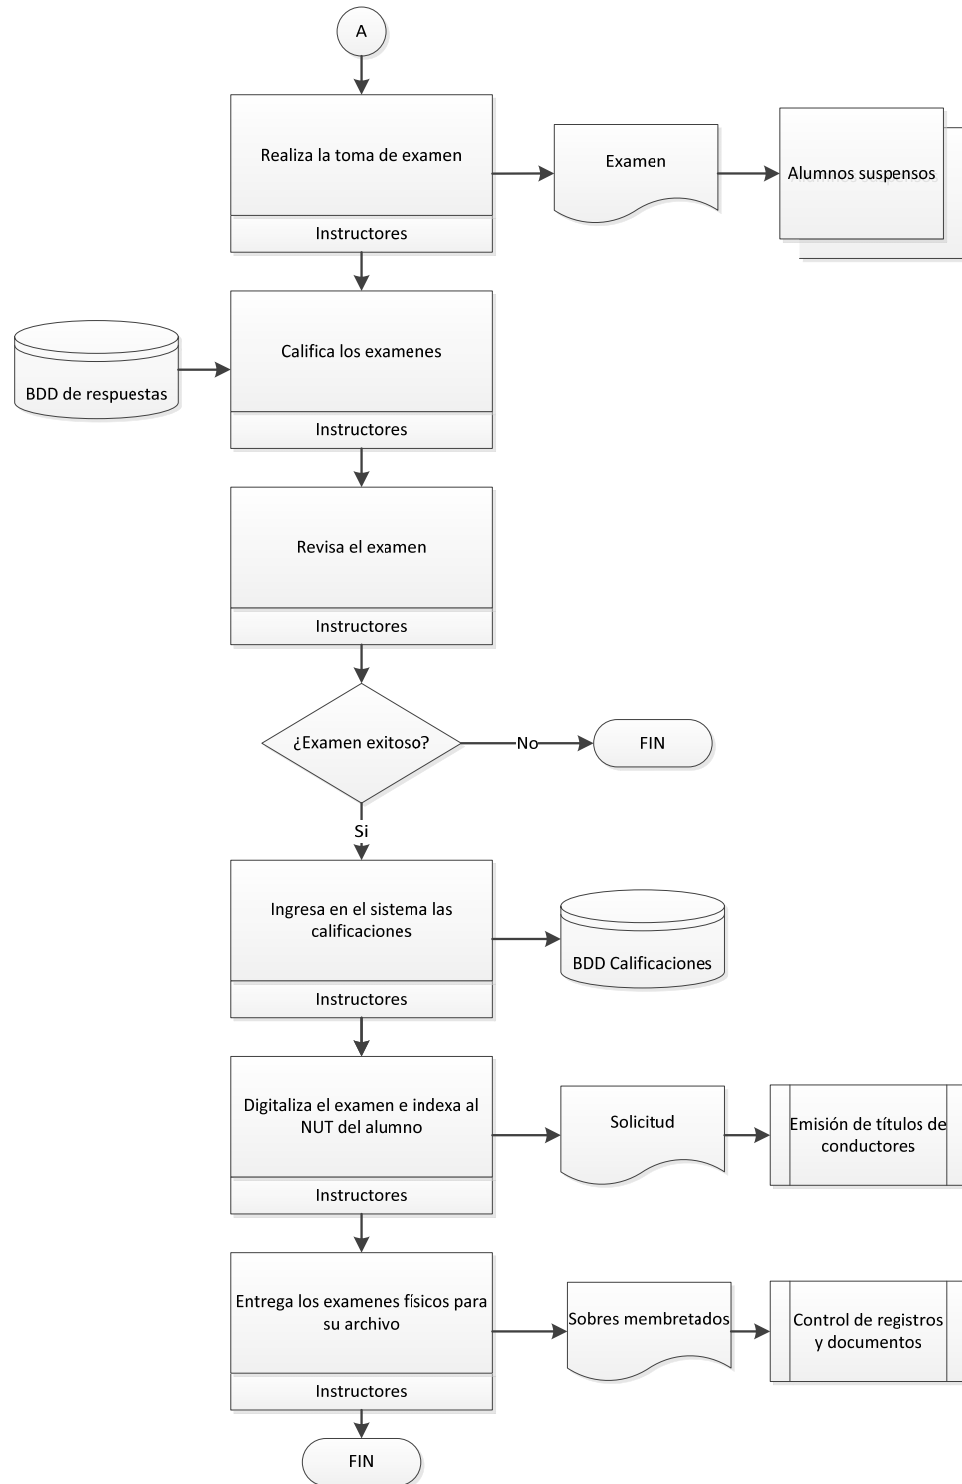 A
Realiza la toma de examen
Instructores
Examen
Alumnos suspensos
BDD de respuestas
Califica los examenes
Instructores
Revisa el examen
Instructores
¿Examen exitoso?
No
FIN
Si
Ingresa en el sistema las
calificaciones
Instructores
BDD Calificaciones
Digitaliza el examen e indexa al
NUT del alumno
Instructores
Solicitud
Emisión de títulos de
conductores
Entrega los examenes físicos para
su archivo
Instructores
Sobres membretados
Control de registros
y documentos
FIN